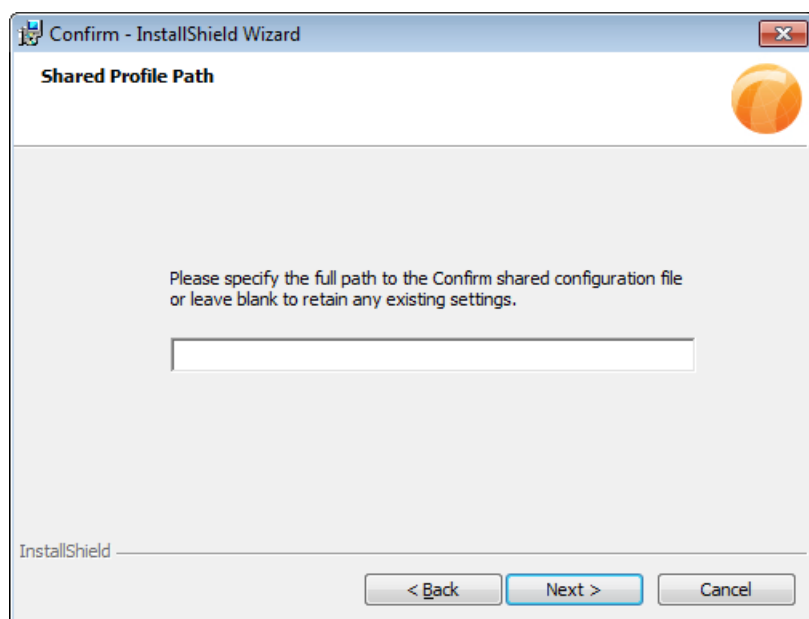 Confirm - InstallShield Wizard
Shared Profile Path
Please specify the full path to the Confirm shared configuration file
or leave blank to retain any existing settings.
InstallShield
< Back
Next >
Cancel